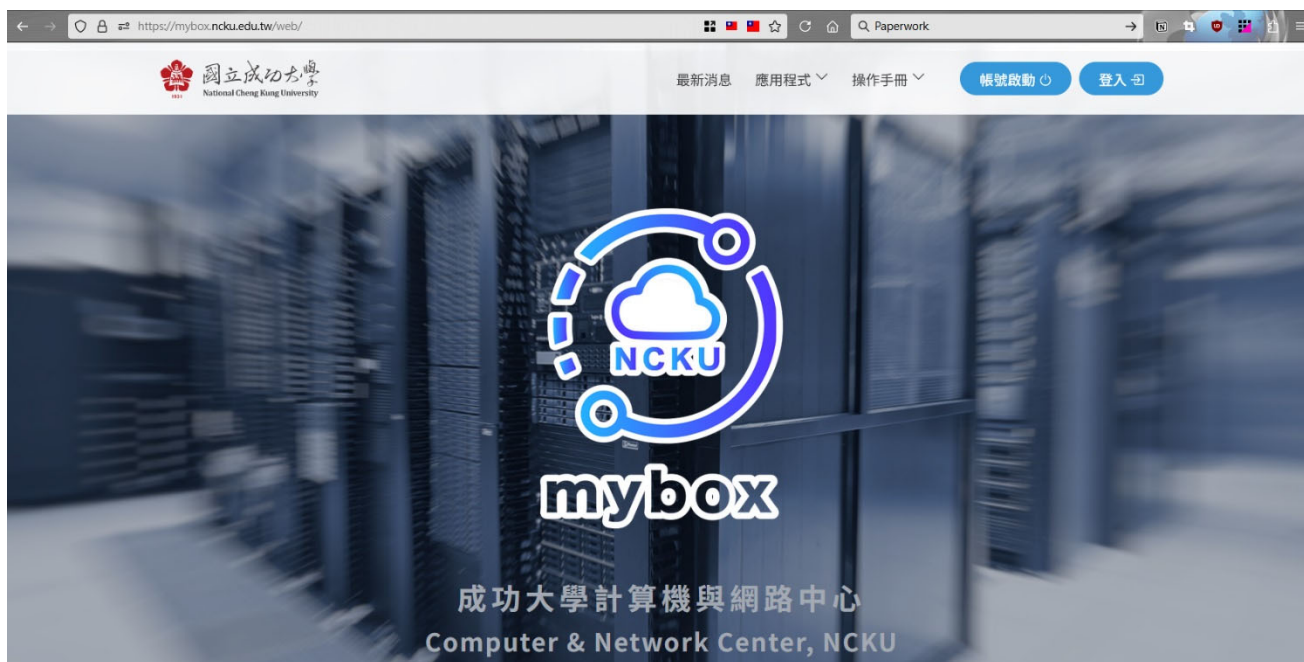 https://mybox.ncku.edu.tw/web/
Paperwork
國立成功大學
National Cheng Kung University
1931
最新消息 應用程式 操作手冊 帳號啟動 登入
NCKU
mybox
成功大學計算機與網路中心
Computer & Network Center, NCKU